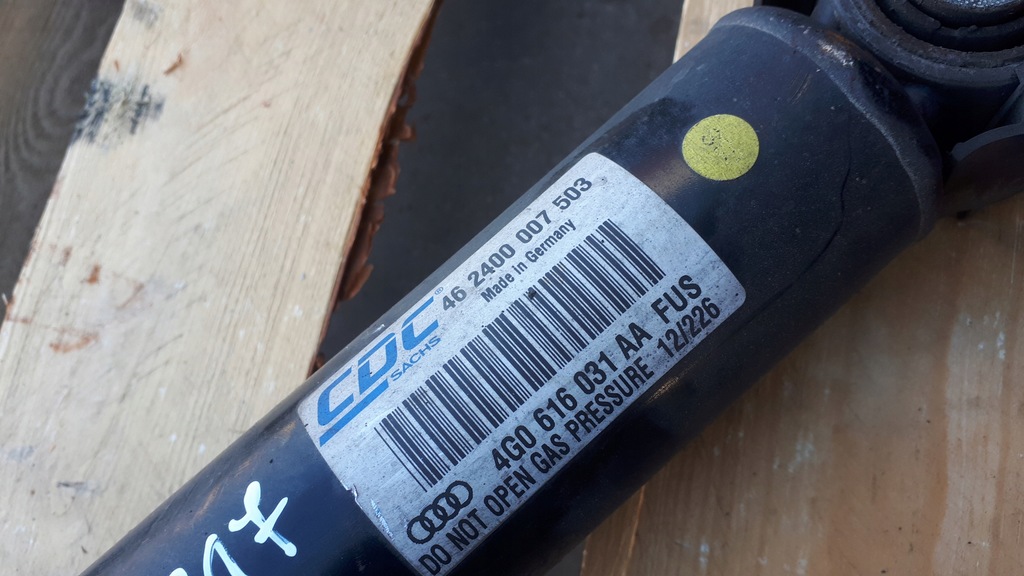 46 2400 007 503
Made in Germany
CDC®
SACHS
4G0 616 031 AA FUS
DO NOT OPEN GAS PRESSURE 12/226